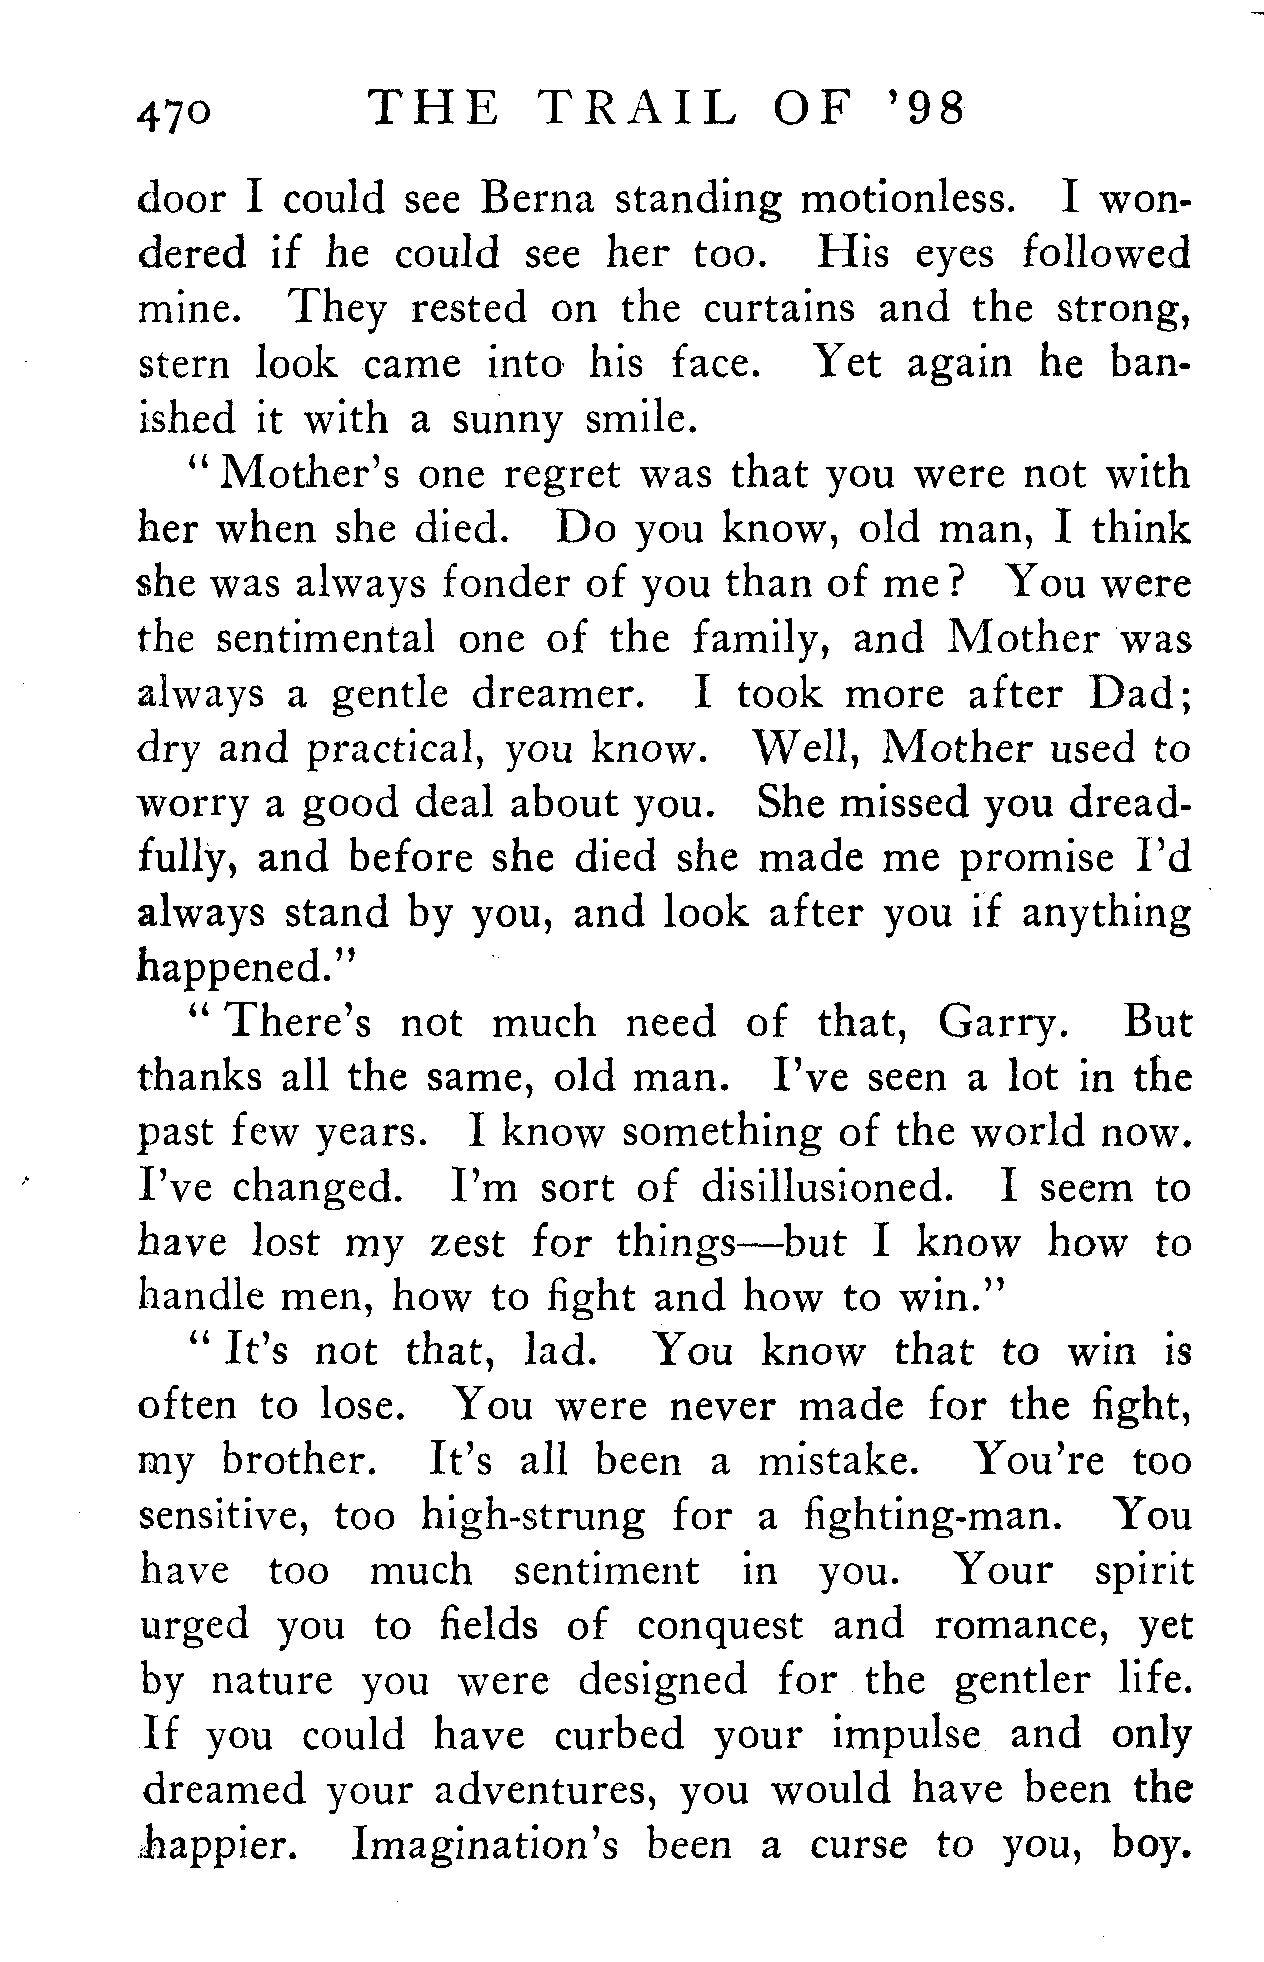 470 THE TRAIL OF '98
door I could see Berna standing motionless. I won-
dered if he could see her too. His eyes followed
mine. They rested on the curtains and the strong,
stern look came into his face. Yet again he ban-
ished it with a sunny smile.
"Mother's one regret was that you were not with
her when she died. Do you know, old man, I think
she was always fonder of you than of me? You were
the sentimental one of the family, and Mother was
always a gentle dreamer. I took more after Dad;
dry and practical, you know. Well, Mother used to
worry a good deal about you. She missed you dread-
fully, and before she died she made me promise I'd
always stand by you, and look after you if anything
happened."
"There's not much need of that, Garry. But
thanks all the same, old man. I've seen a lot in the
past few years. I know something of the world now.
I've changed. I'm sort of disillusioned. I seem to
have lost my zest for things—but I know how to
handle men, how to fight and how to win."
"It's not that, lad. You know that to win is
often to lose. You were never made for the fight,
my brother. It's all been a mistake. You're too
sensitive, too high-strung for a fighting-man. You
have too much sentiment in you. Your spirit
urged you to fields of conquest and romance, yet
by nature you were designed for the gentler life.
If you could have curbed your impulse and only
dreamed your adventures, you would have been the
happier. Imagination's been a curse to you, boy.